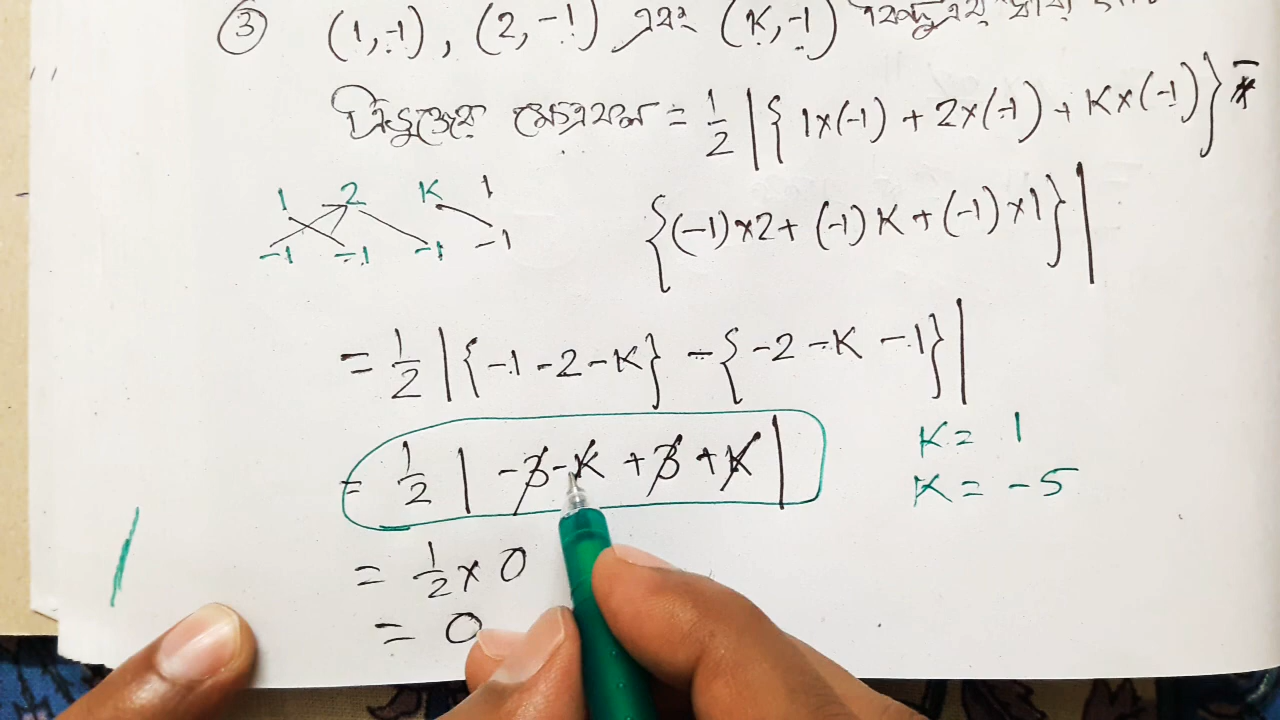 ③ (1,-1), (2,-1) এবং (K,-1)
ত্রিভুজের ক্ষেত্রফল = 1/2 |{1×(-1) + 2×(-1) + K×(-1)} -
{(-1)×2 + (-1)K + (-1)×1}|
1 2 K 1
-1 -1 -1 -1
= 1/2 |{-1 -2 -K} - {-2 -K -1}|
= 1/2 | -3 -K +3 +K |
K = 1
K = -5
= 1/2 × 0
= 0